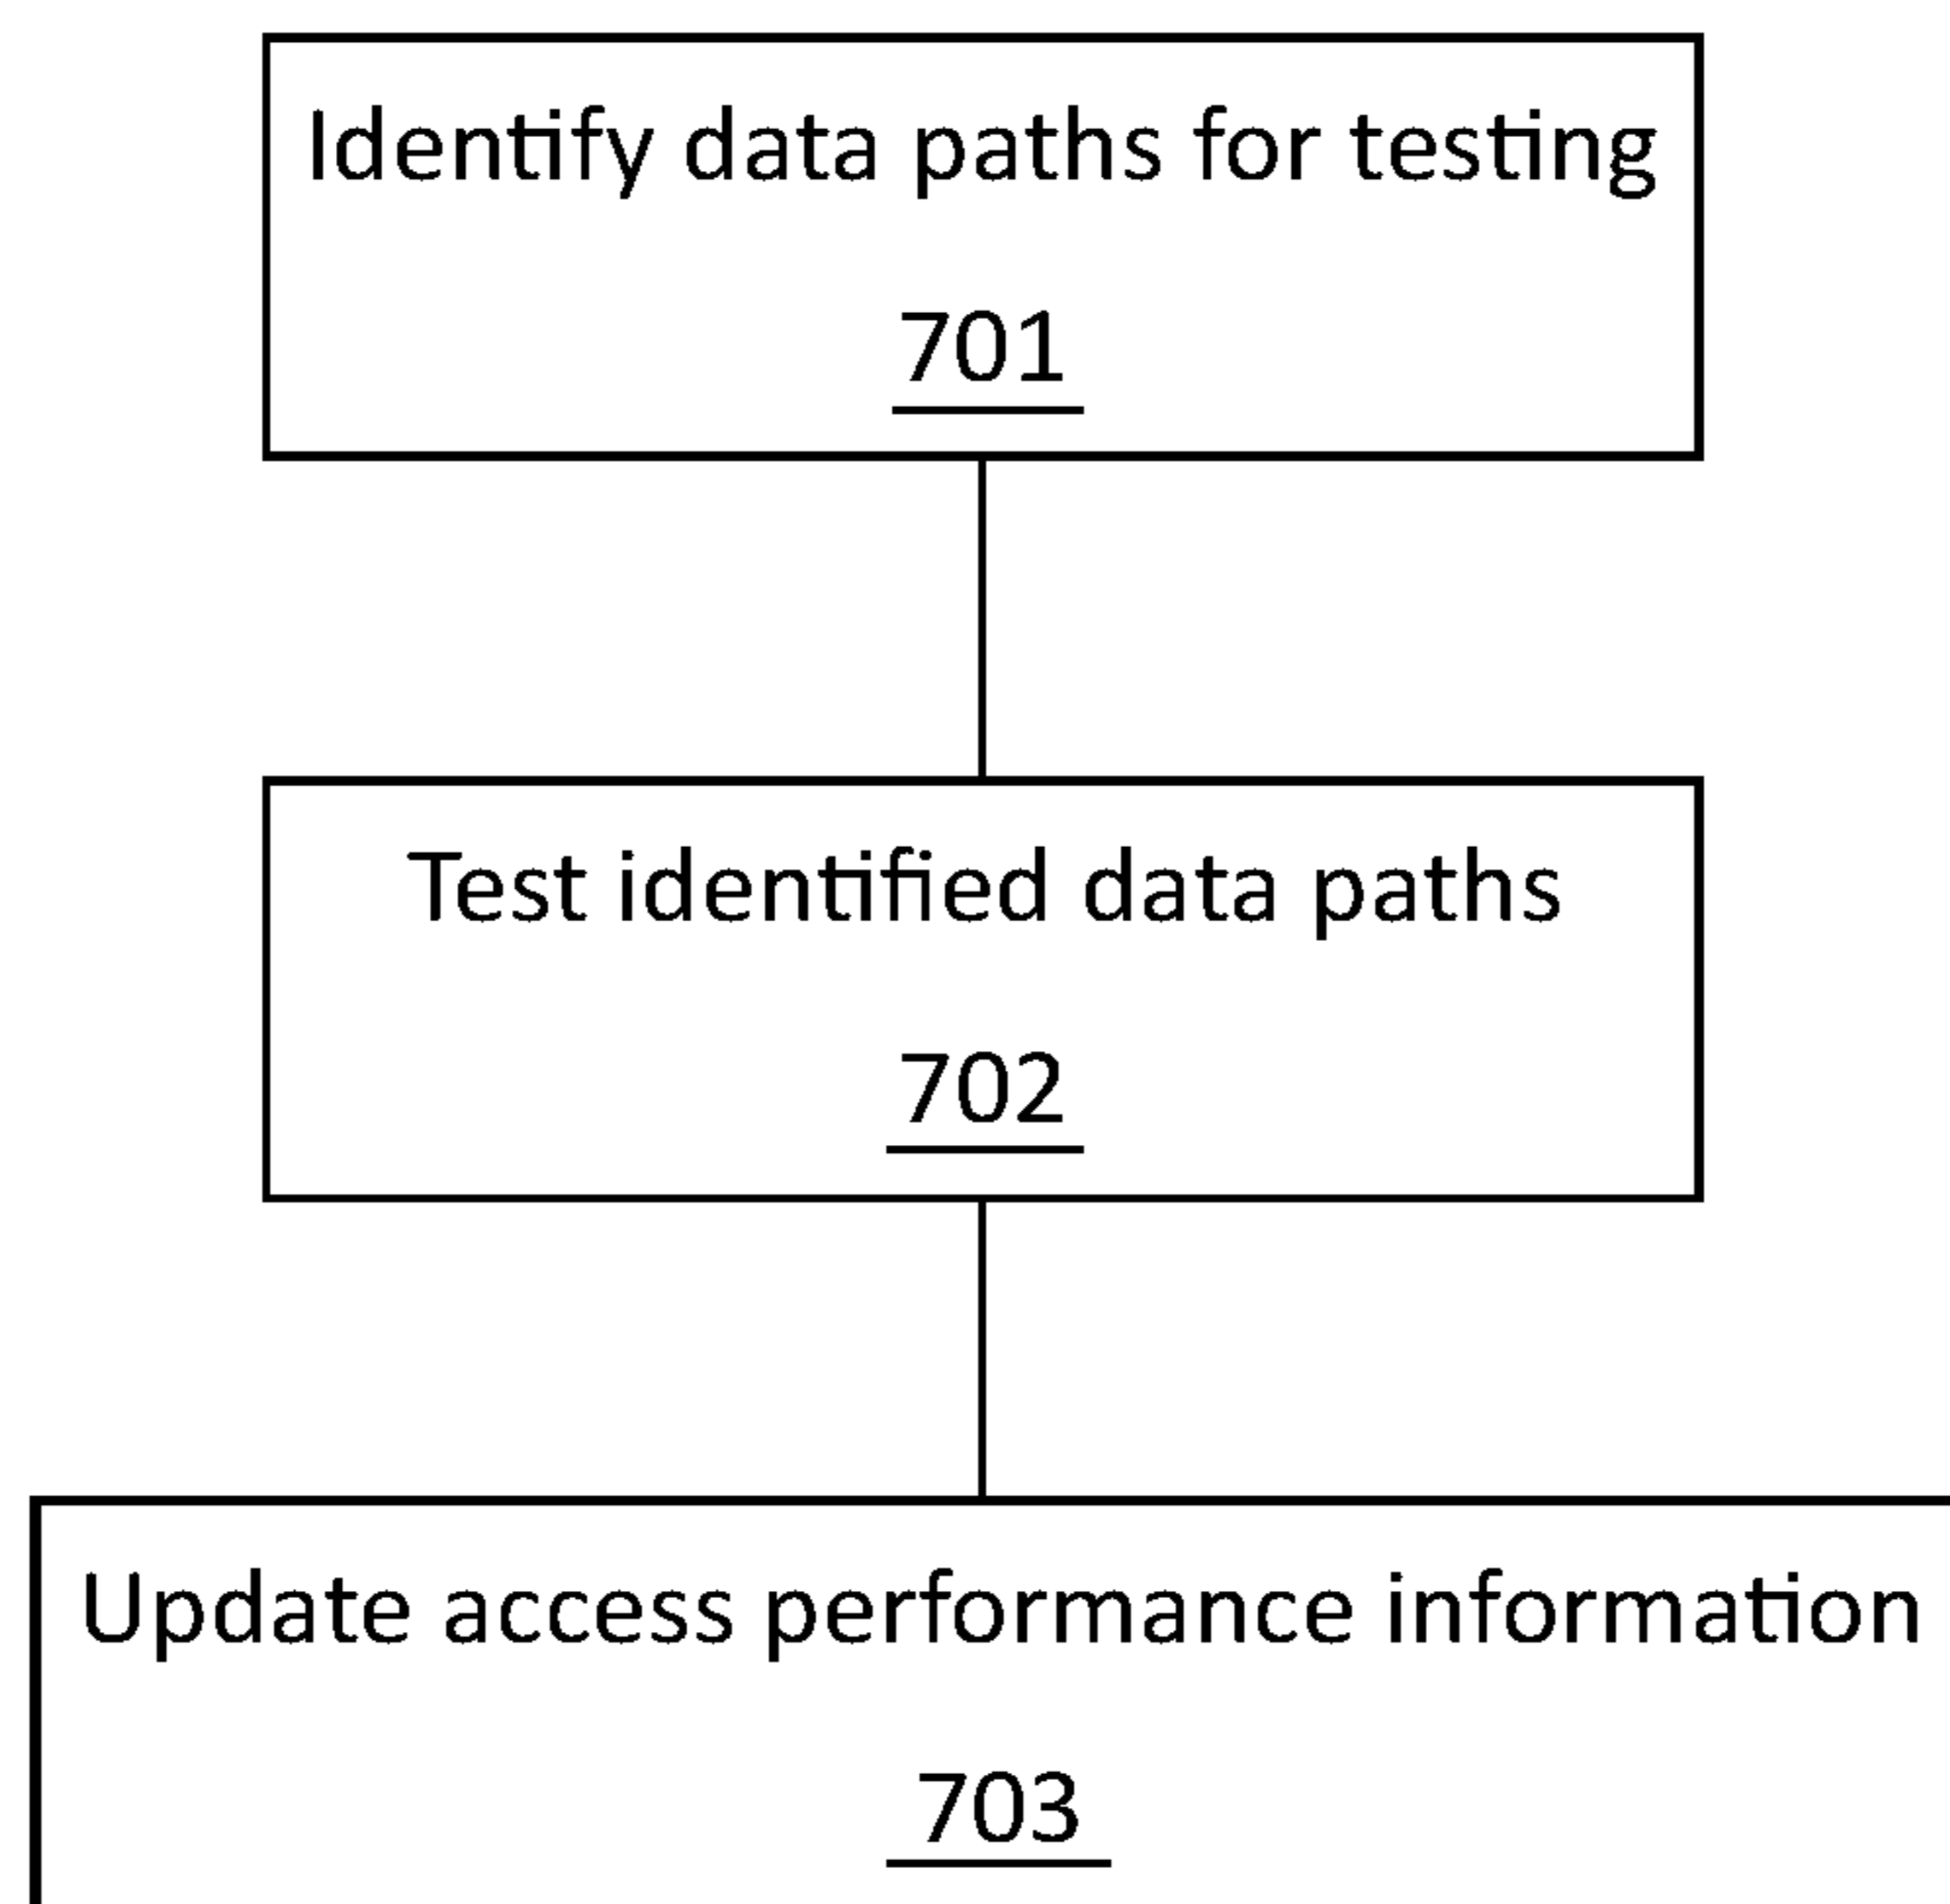 Identify data paths for testing
701
Test identified data paths
702
Update access performance information
703